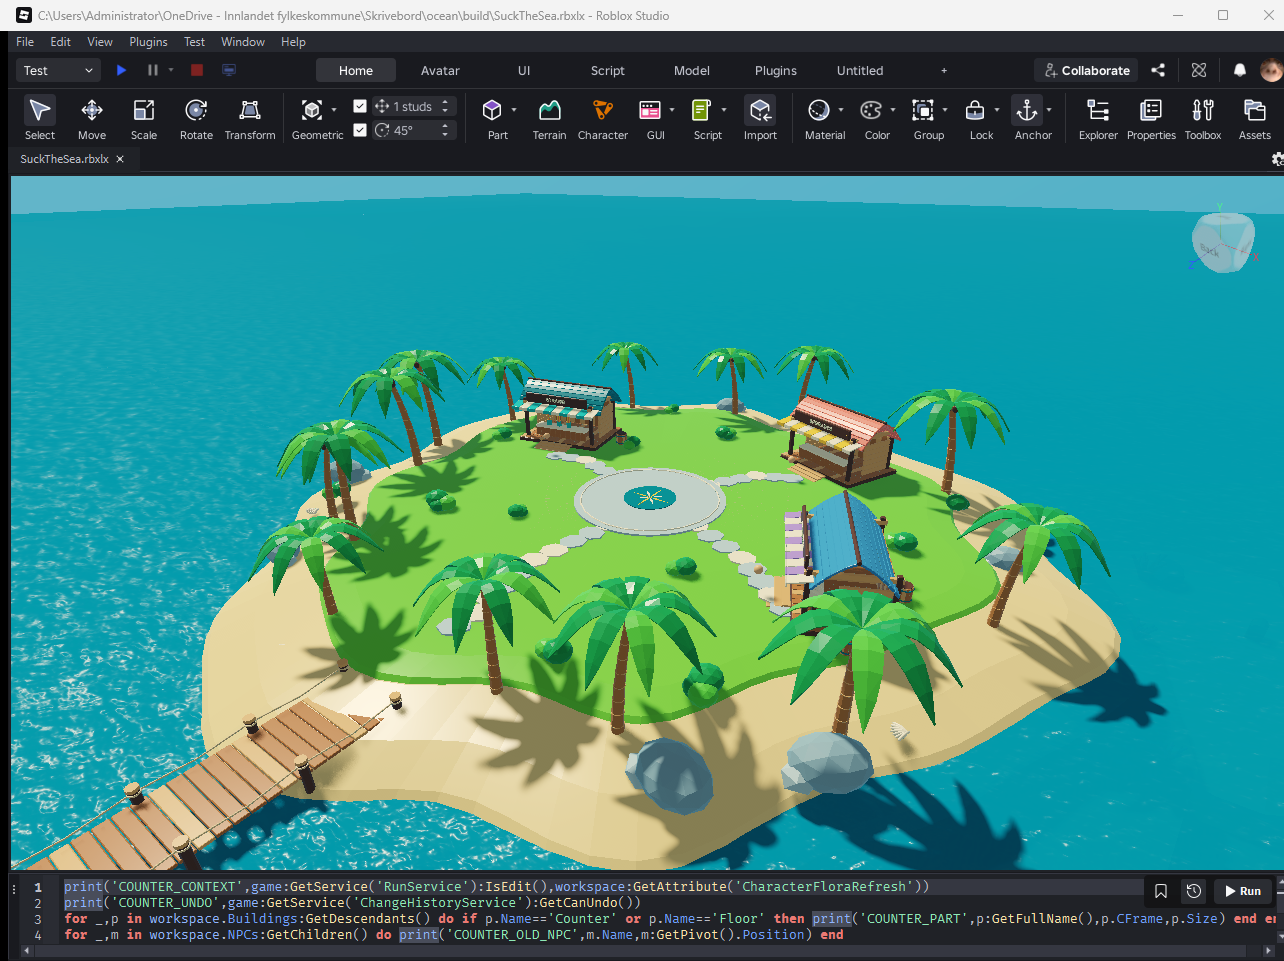 C:\Users\Administrator\OneDrive - Innlandet fylkeskommune\Skrivebord\ocean\build\SuckTheSea.rbxlx - Roblox Studio
File Edit View Plugins Test Window Help
Test Home Avatar UI Script Model Plugins Untitled + Collaborate
1 studs
45°
Select Move Scale Rotate Transform Geometric Part Terrain Character GUI Script Import Material Color Group Lock Anchor Explorer Properties Toolbox Assets
SuckTheSea.rbxlx
Y
Back
X
Z
1 print('COUNTER_CONTEXT',game:GetService('RunService'):IsEdit(),workspace:GetAttribute('CharacterFloraRefresh'))
2 print('COUNTER_UNDO',game:GetService('ChangeHistoryService'):GetCanUndo())
3 for _,p in workspace.Buildings:GetDescendants() do if p.Name=='Counter' or p.Name=='Floor' then print('COUNTER_PART',p:GetFullName(),p.CFrame,p.Size) end en
4 for _,m in workspace.NPCs:GetChildren() do print('COUNTER_OLD_NPC',m.Name,m:GetPivot().Position) end
Run